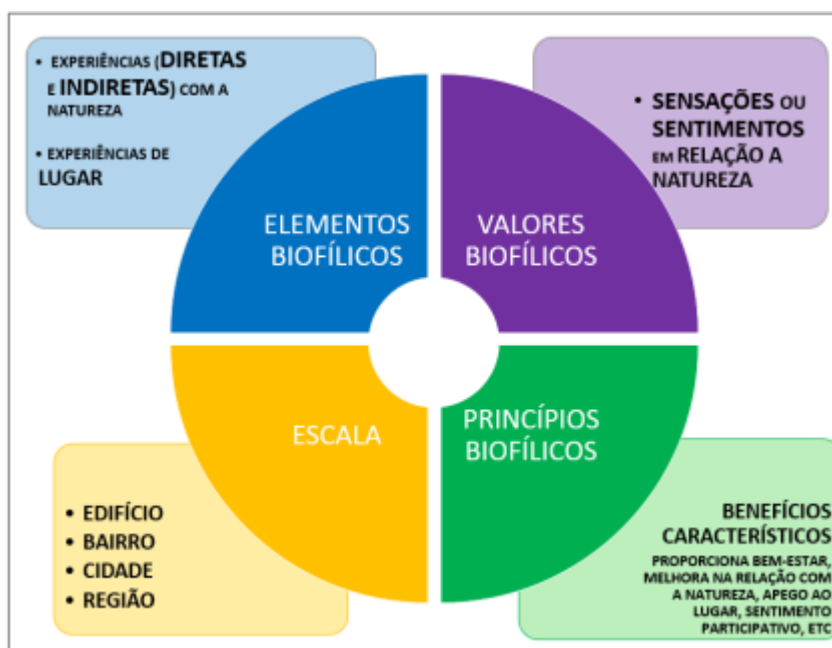 • EXPERIÊNCIAS (DIRETAS
E INDIRETAS) COM A
NATUREZA
• EXPERIÊNCIAS DE
LUGAR
• SENSAÇÕES OU
SENTIMENTOS
EM RELAÇÃO A
NATUREZA
ELEMENTOS
BIOFÍLICOS
VALORES
BIOFÍLICOS
ESCALA
PRINCÍPIOS
BIOFÍLICOS
• EDIFÍCIO
• BAIRRO
• CIDADE
• REGIÃO
BENEFÍCIOS
CARACTERÍSTICOS
PROPORCIONA BEM-ESTAR,
MELHORA NA RELAÇÃO COM
A NATUREZA, APEGO AO
LUGAR, SENTIMENTO
PARTICIPATIVO, ETC